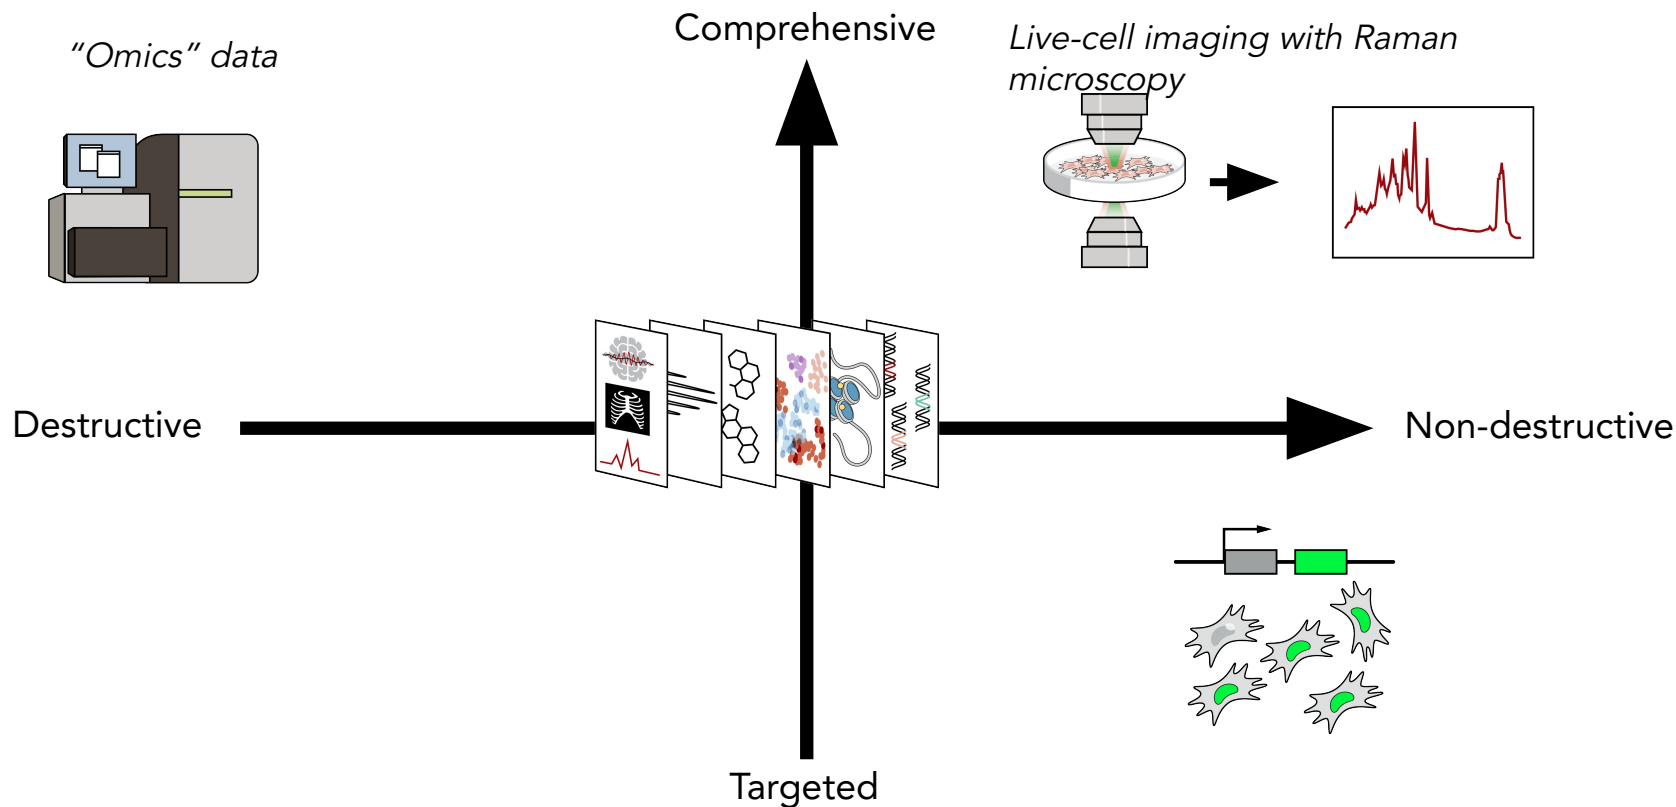 Comprehensive
“Omics” data
Live-cell imaging with Raman
microscopy
Destructive
Non-destructive
Targeted